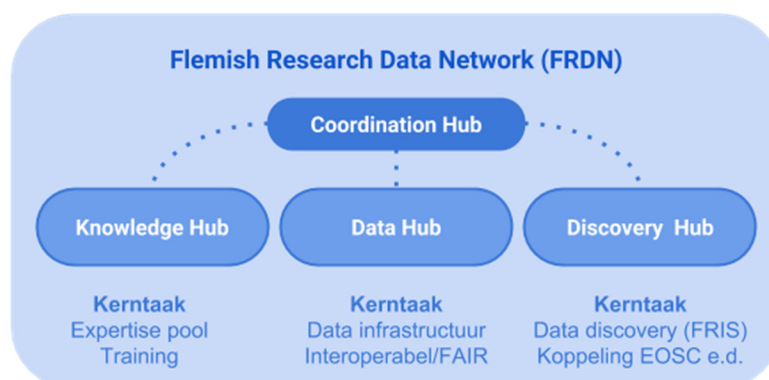 Flemish Research Data Network (FRDN)
Coordination Hub
Knowledge Hub
Data Hub
Discovery Hub
Kerntaak
Expertise pool
Training
Kerntaak
Data infrastructuur
Interoperabel/FAIR
Kerntaak
Data discovery (FRIS)
Koppeling EOSC e.d.